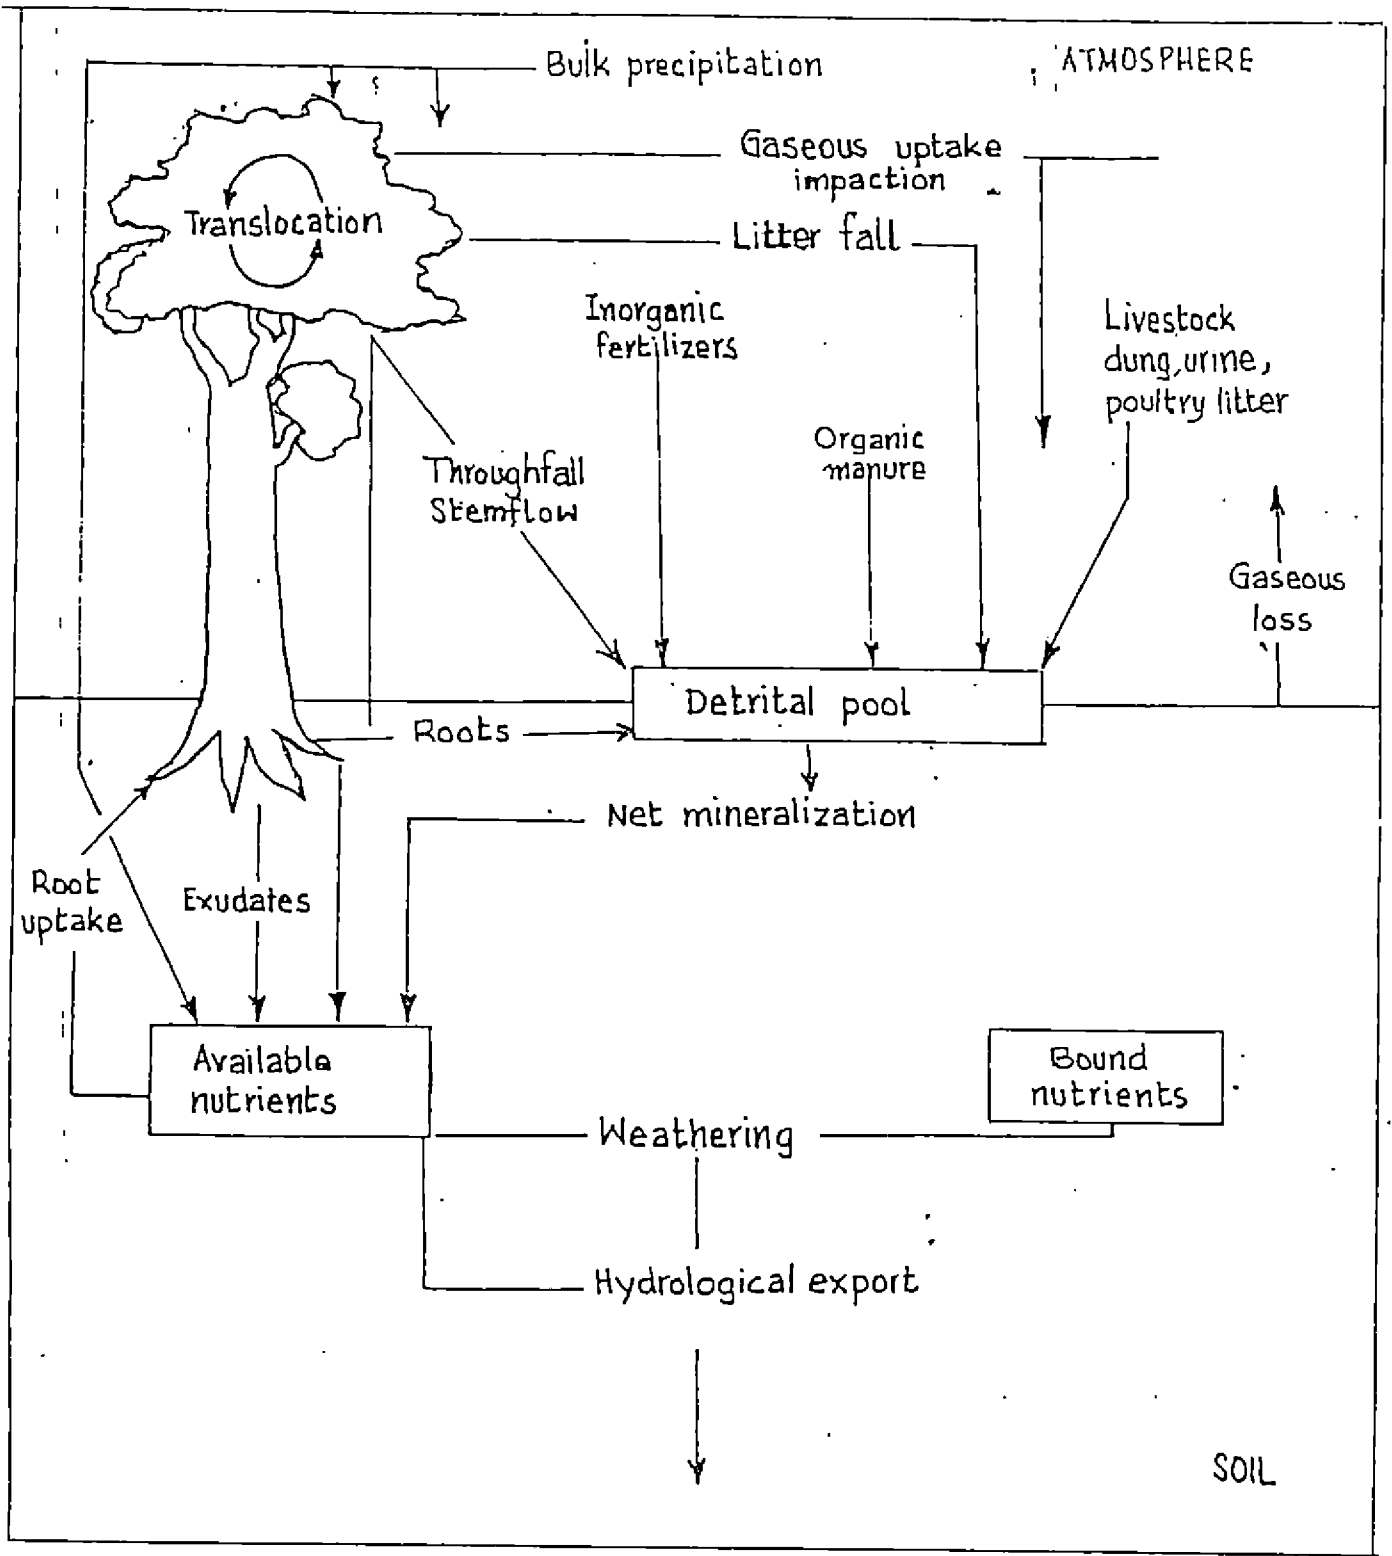 Bulk precipitation
ATMOSPHERE
Gaseous uptake
impaction
Translocation
Litter fall
Inorganic
fertilizers
Livestock
dung, urine,
poultry litter
Organic
manure
Throughfall
Stemflow
Gaseous
loss
Detrital pool
Roots
Net mineralization
Root
uptake
Exudates
Available
nutrients
Bound
nutrients
Weathering
Hydrological export
SOIL